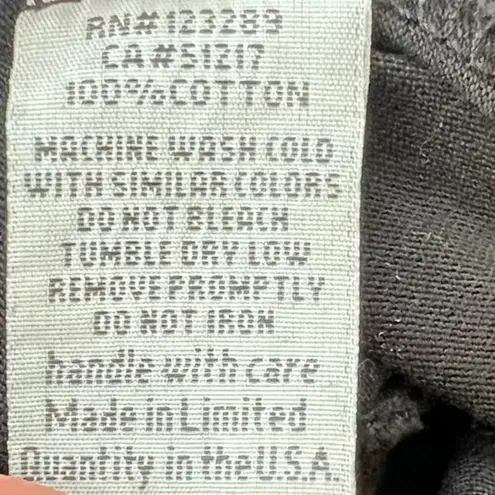 RN#123289
CA#51217
100%COTTON
MACHINE WASH COLD
WITH SIMILAR COLORS
DO NOT BLEACH
TUMBLE DRY LOW
REMOVE PROMPTLY
DO NOT IRON
handle with care
Made in Limited
Quantity in the U.S.A.